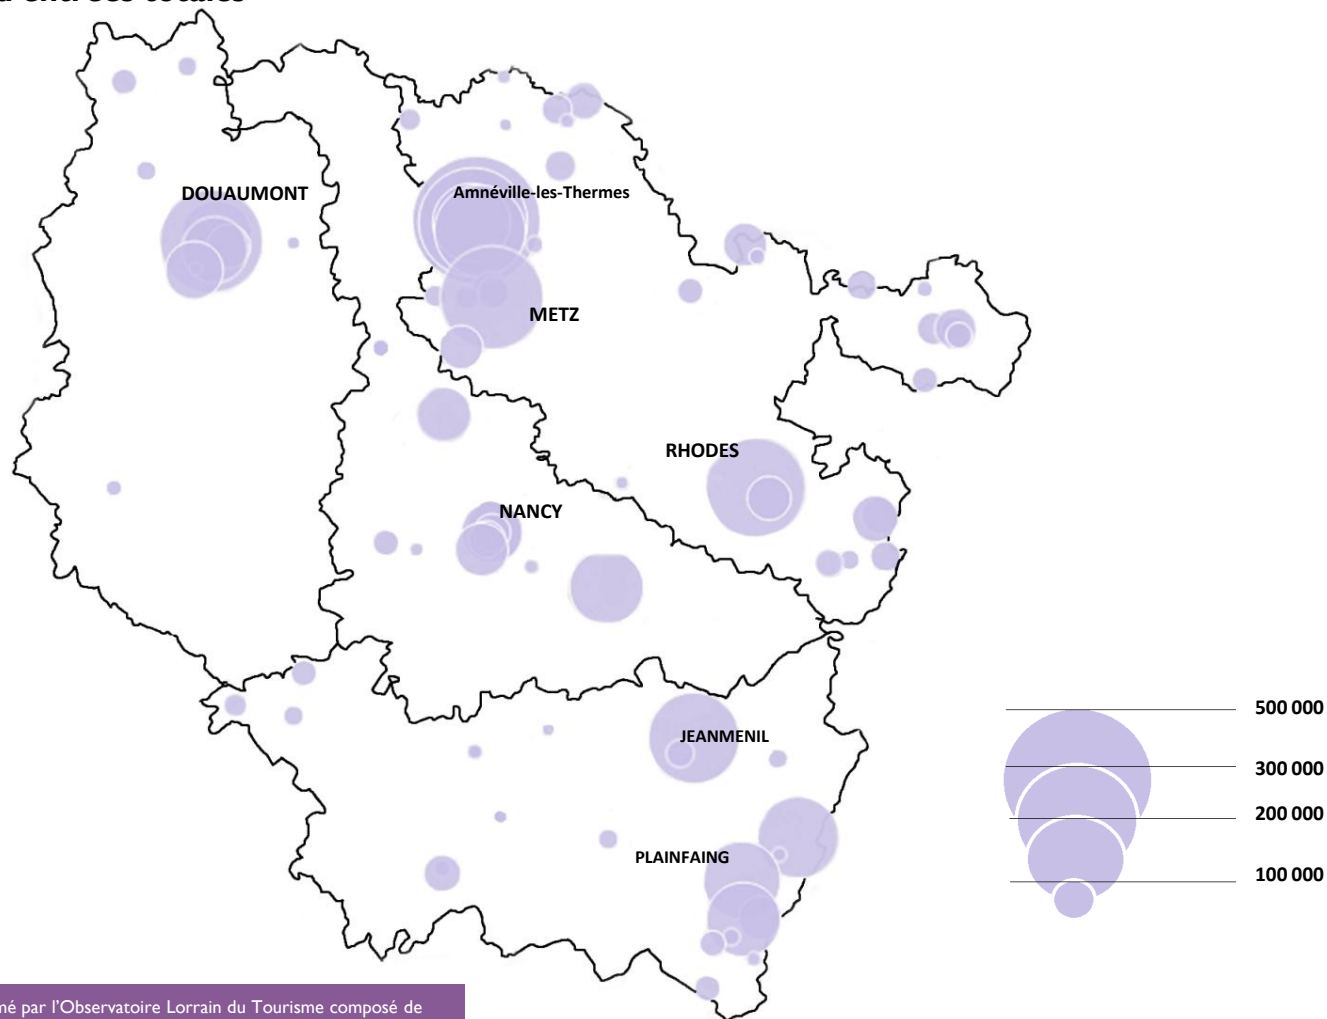 totales
DOUAUMONT
Amnéville-les-Thermes
METZ
RHODES
NANCY
JEANMENIL
PLAINFAING
500 000
300 000
200 000
100 000
par l'Observatoire Lorrain du Tourisme composé de